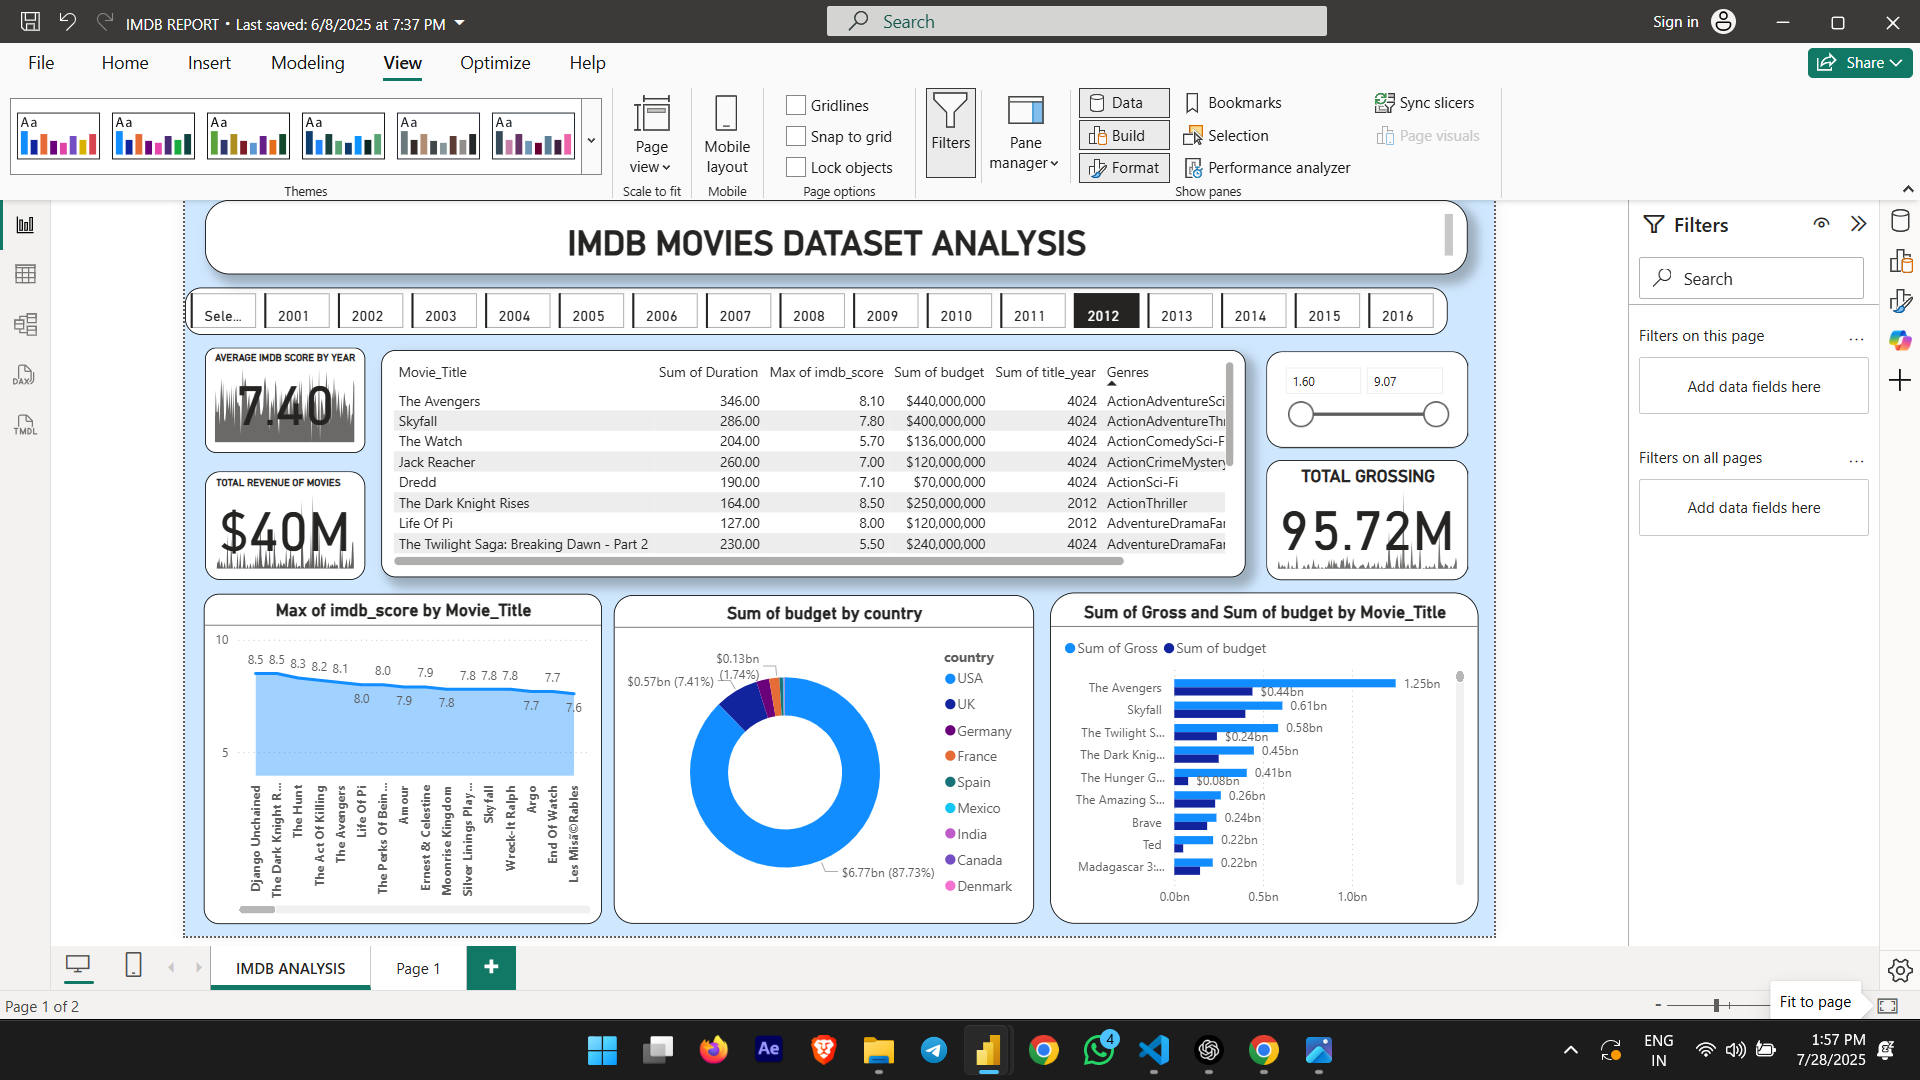 IMDB REPORT • Last saved: 6/8/2025 at 7:37 PM
Search
Sign in
File
Home
Insert
Modeling
View
Optimize
Help
Share
Aa
Aa
Aa
Aa
Aa
Aa
Themes
Page view
Scale to fit
Mobile layout
Mobile
Gridlines
Snap to grid
Lock objects
Page options
Filters
Pane manager
Data
Build
Format
Bookmarks
Selection
Performance analyzer
Sync slicers
Page visuals
Show panes
DAX
TMDL
IMDB MOVIES DATASET ANALYSIS
Sele... 2001 2002 2003 2004 2005 2006 2007 2008 2009 2010 2011 2012 2013 2014 2015 2016
AVERAGE IMDB SCORE BY YEAR
7.40
TOTAL REVENUE OF MOVIES
$40M
Movie_Title Sum of Duration Max of imdb_score Sum of budget Sum of title_year Genres
The Avengers 346.00 8.10 $440,000,000 4024 ActionAdventureSci
Skyfall 286.00 7.80 $400,000,000 4024 ActionAdventureThr
The Watch 204.00 5.70 $136,000,000 4024 ActionComedySci-F
Jack Reacher 260.00 7.00 $120,000,000 4024 ActionCrimeMystery
Dredd 190.00 7.10 $70,000,000 4024 ActionSci-Fi
The Dark Knight Rises 164.00 8.50 $250,000,000 2012 ActionThriller
Life Of Pi 127.00 8.00 $120,000,000 2012 AdventureDramaFan
The Twilight Saga: Breaking Dawn - Part 2 230.00 5.50 $240,000,000 4024 AdventureDramaFan
1.60 9.07
TOTAL GROSSING
95.72M
Max of imdb_score by Movie_Title
10
5
8.5 8.5 8.3 8.2 8.1 8.0 8.0 7.9 7.9 7.8 7.8 7.8 7.8 7.7 7.7 7.6
Django Unchained
The Dark Knight R...
The Hunt
The Act Of Killing
The Avengers
Life Of Pi
The Perks Of Bein...
Amour
Ernest & Celestine
Moonrise Kingdom
Silver Linings Play...
Skyfall
Wreck-It Ralph
Argo
End Of Watch
Les Misã©Rables
Sum of budget by country
$0.13bn
(1.74%)
$0.57bn (7.41%)
$6.77bn (87.73%)
country
USA
UK
Germany
France
Spain
Mexico
India
Canada
Denmark
Sum of Gross and Sum of budget by Movie_Title
Sum of Gross Sum of budget
The Avengers 1.25bn
$0.44bn
Skyfall 0.61bn
The Twilight S... 0.58bn
$0.24bn
The Dark Knig... 0.45bn
The Hunger G... 0.41bn
$0.08bn
The Amazing S... 0.26bn
Brave 0.24bn
Ted 0.22bn
Madagascar 3:... 0.22bn
0.0bn 0.5bn 1.0bn
Filters
Search
Filters on this page ...
Add data fields here
Filters on all pages ...
Add data fields here
IMDB ANALYSIS
Page 1
+
Page 1 of 2
Fit to page
Ae
4
ENG
IN
1:57 PM
7/28/2025